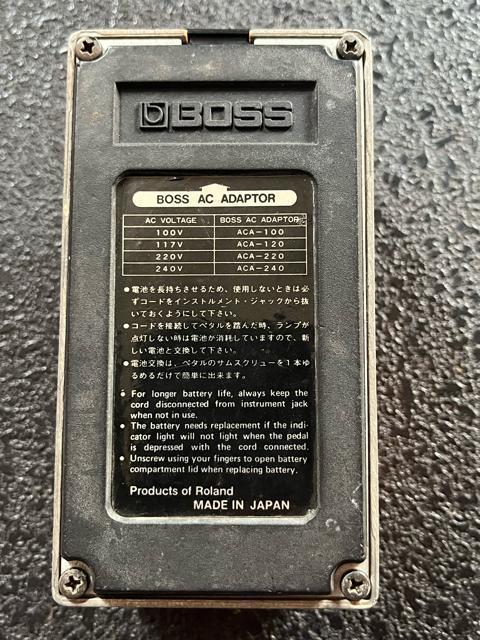 BOSS
BOSS AC ADAPTOR
AC VOLTAGE BOSS AC ADAPTOR
100V ACA-100
117V ACA-120
220V ACA-220
240V ACA-240
●電池を長持ちさせるため、使用しないときは必
ずコードをインストルメント・ジャックから抜
いておくようにして下さい。
●コードを接続してペタルを踏んだ時、ランプが
点灯しない時は電池が消耗していますので、新
しい電池と交換して下さい。
●電池交換は、ペタルのサムスクリューを1本ゆ
るめるだけで簡単に出来ます。
● For longer battery life, always keep the
cord disconnected from instrument jack
when not in use.
● The battery needs replacement if the indi-
cator light will not light when the pedal
is depressed with the cord connected.
● Unscrew using your fingers to open battery
compartment lid when replacing battery.
Products of Roland
MADE IN JAPAN